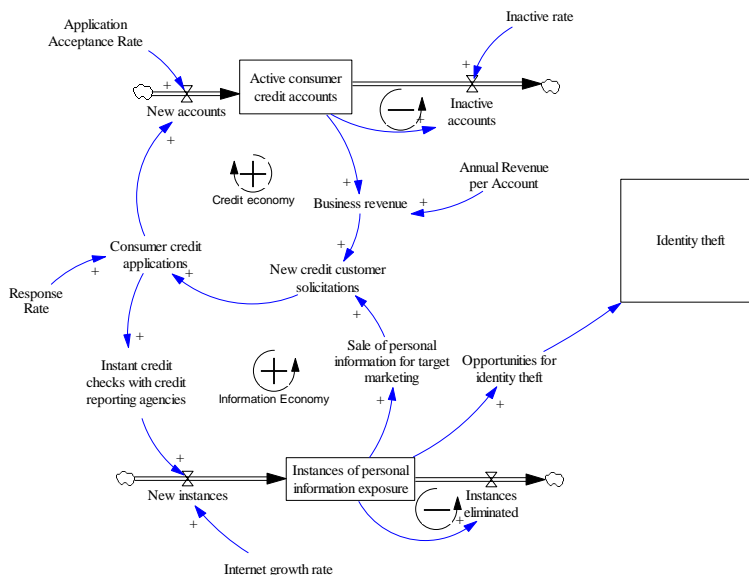 Application
Acceptance Rate
Inactive rate
Active consumer
credit accounts
New accounts
Inactive
accounts
Credit economy
Annual Revenue
per Account
Business revenue
Identity theft
Consumer credit
applications
New credit customer
solicitations
Response
Rate
Instant credit
checks with credit
reporting agencies
Information Economy
Sale of personal
information for target
marketing
Opportunities for
identity theft
New instances
Instances of personal
information exposure
Instances
eliminated
Internet growth rate